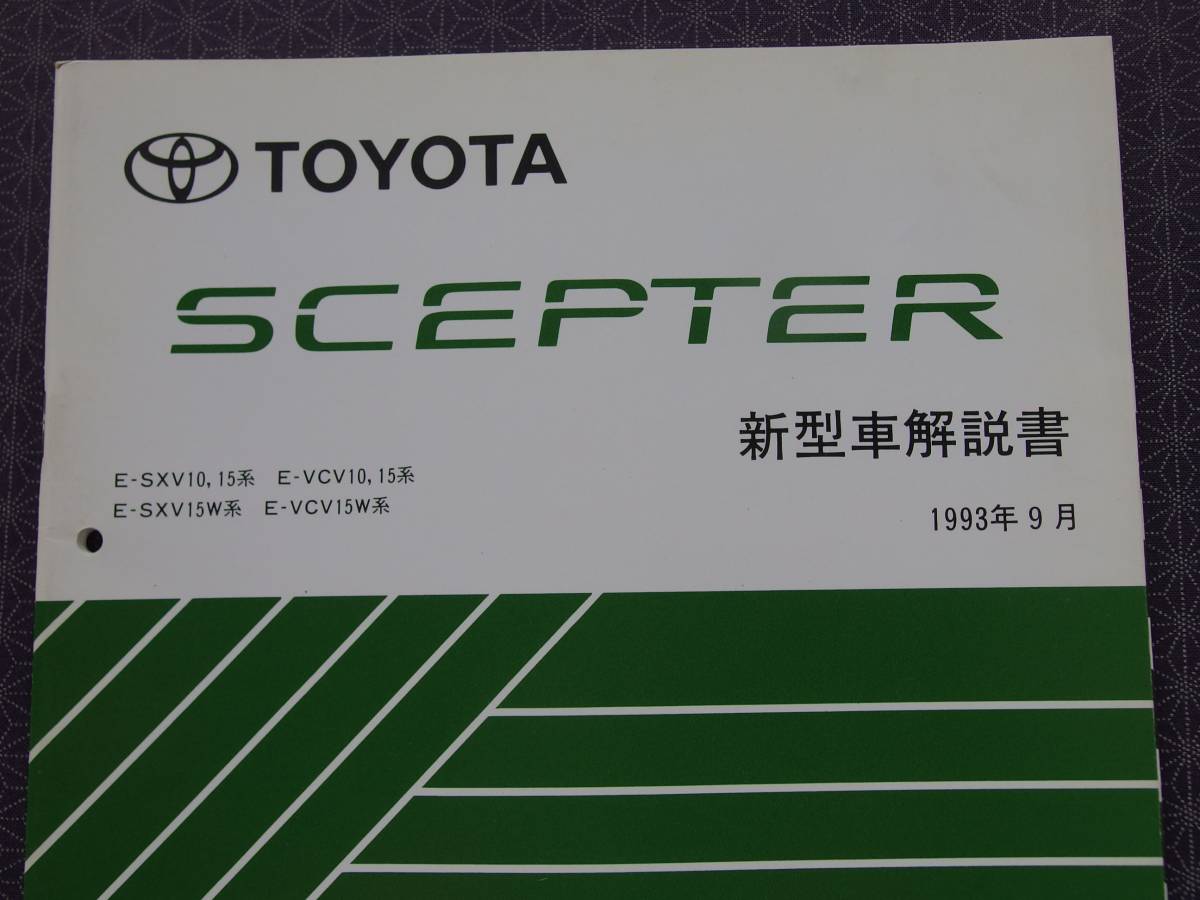 TOYOTA
SCEPTER
新型車解説書
E-SXV10,15系 E-VCV10,15系
E-SXV15W系 E-VCV15W系
1993年9月